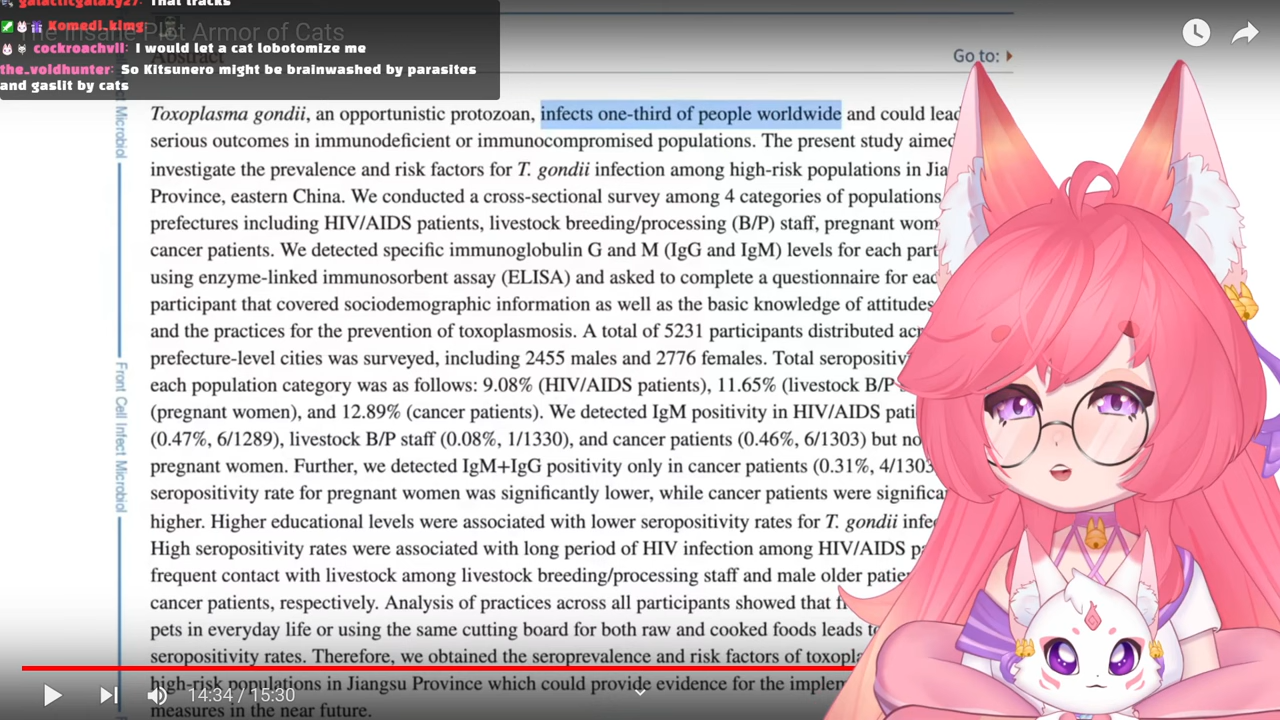 galacticgalaxy27: That tracks
Komedi_kimg:
The Insane Plot Armor of Cats
cockroachvii: I would let a cat lobotomize me
Abstract
Go to:
the_voidhunter: So Kitsunero might be brainwashed by parasites
and gaslit by cats
Toxoplasma gondii, an opportunistic protozoan, infects one-third of people worldwide and could lead
serious outcomes in immunodeficient or immunocompromised populations. The present study aimed
investigate the prevalence and risk factors for T. gondii infection among high-risk populations in Jia
Province, eastern China. We conducted a cross-sectional survey among 4 categories of populations
prefectures including HIV/AIDS patients, livestock breeding/processing (B/P) staff, pregnant wom
cancer patients. We detected specific immunoglobulin G and M (IgG and IgM) levels for each part
using enzyme-linked immunosorbent assay (ELISA) and asked to complete a questionnaire for eac
participant that covered sociodemographic information as well as the basic knowledge of attitudes
and the practices for the prevention of toxoplasmosis. A total of 5231 participants distributed acr
prefecture-level cities was surveyed, including 2455 males and 2776 females. Total seropositiv
each population category was as follows: 9.08% (HIV/AIDS patients), 11.65% (livestock B/P
(pregnant women), and 12.89% (cancer patients). We detected IgM positivity in HIV/AIDS pati
(0.47%, 6/1289), livestock B/P staff (0.08%, 1/1330), and cancer patients (0.46%, 6/1303) but no
pregnant women. Further, we detected IgM+IgG positivity only in cancer patients (0.31%, 4/1303
seropositivity rate for pregnant women was significantly lower, while cancer patients were significa
higher. Higher educational levels were associated with lower seropositivity rates for T. gondii infe
High seropositivity rates were associated with long period of HIV infection among HIV/AIDS pa
frequent contact with livestock among livestock breeding/processing staff and male older patie
cancer patients, respectively. Analysis of practices across all participants showed that f
pets in everyday life or using the same cutting board for both raw and cooked foods leads t
seropositivity rates. Therefore, we obtained the seroprevalence and risk factors of toxopla
high-risk populations in Jiangsu Province which could provide evidence for the implem
measures in the near future.
t Microbiol
Front Cell Infect Microbiol
14:34 / 15:30